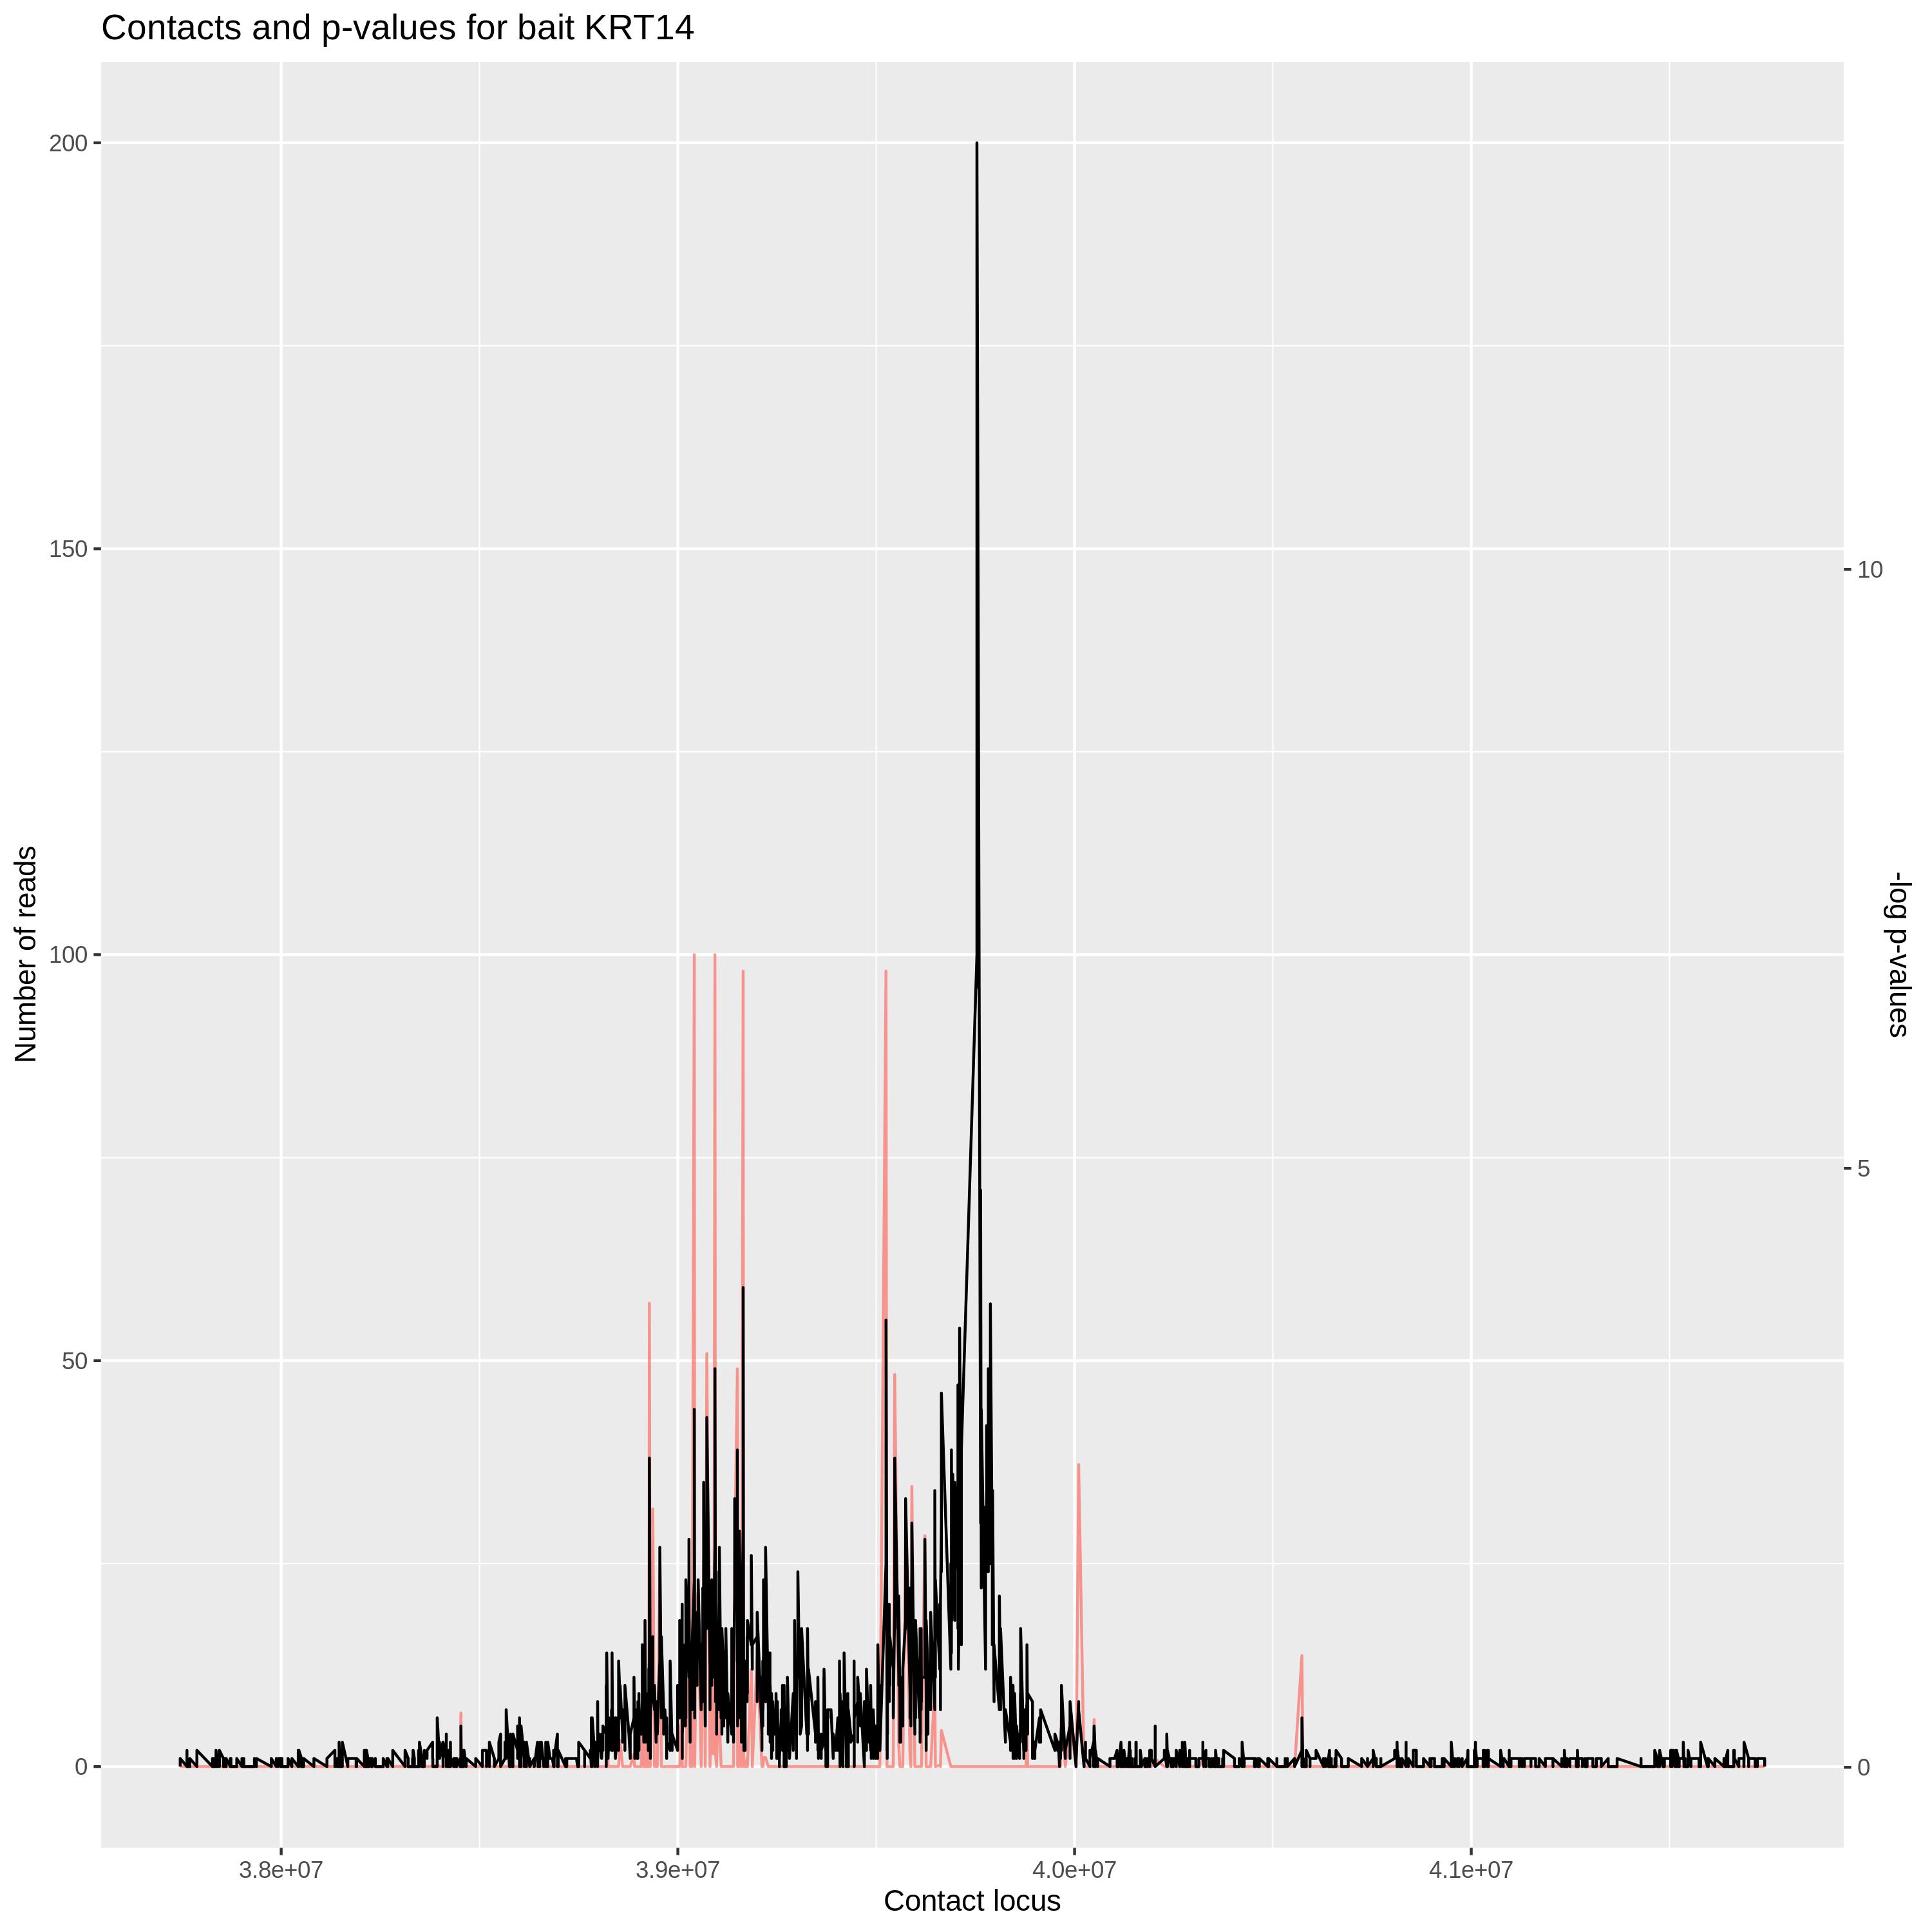 Contacts and p-values for bait KRT14
200
150
100
50
0
Number of reads
10
5
0
-log p-values
3.8e+07 3.9e+07 4.0e+07 4.1e+07
Contact locus